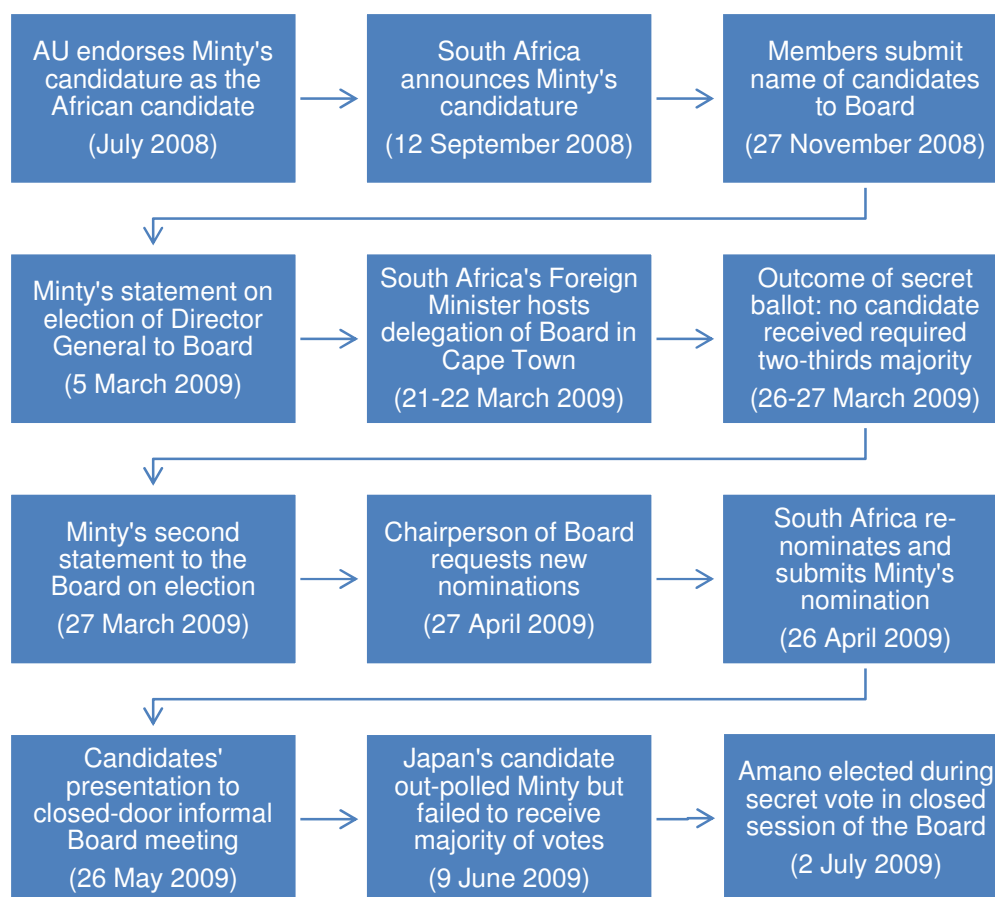 AU endorses Minty's
candidature as the
African candidate
(July 2008)
South Africa
announces Minty's
candidature
(12 September 2008)
Members submit
name of candidates
to Board
(27 November 2008)
Minty's statement on
election of Director
General to Board
(5 March 2009)
South Africa's Foreign
Minister hosts
delegation of Board in
Cape Town
(21-22 March 2009)
Outcome of secret
ballot: no candidate
received required
two-thirds majority
(26-27 March 2009)
Minty's second
statement to the
Board on election
(27 March 2009)
Chairperson of Board
requests new
nominations
(27 April 2009)
South Africa re-
nominates and
submits Minty's
nomination
(26 April 2009)
Candidates'
presentation to
closed-door informal
Board meeting
(26 May 2009)
Japan's candidate
out-polled Minty but
failed to receive
majority of votes
(9 June 2009)
Amano elected during
secret vote in closed
session of the Board
(2 July 2009)